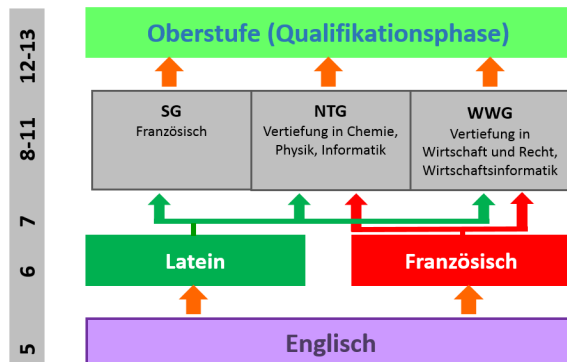 12-13
Oberstufe (Qualifikationsphase)
8-11
SG
Französisch
NTG
Vertiefung in Chemie,
Physik, Informatik
WWG
Vertiefung in
Wirtschaft und Recht,
Wirtschaftsinformatik
7
6
Latein
Französisch
5
Englisch